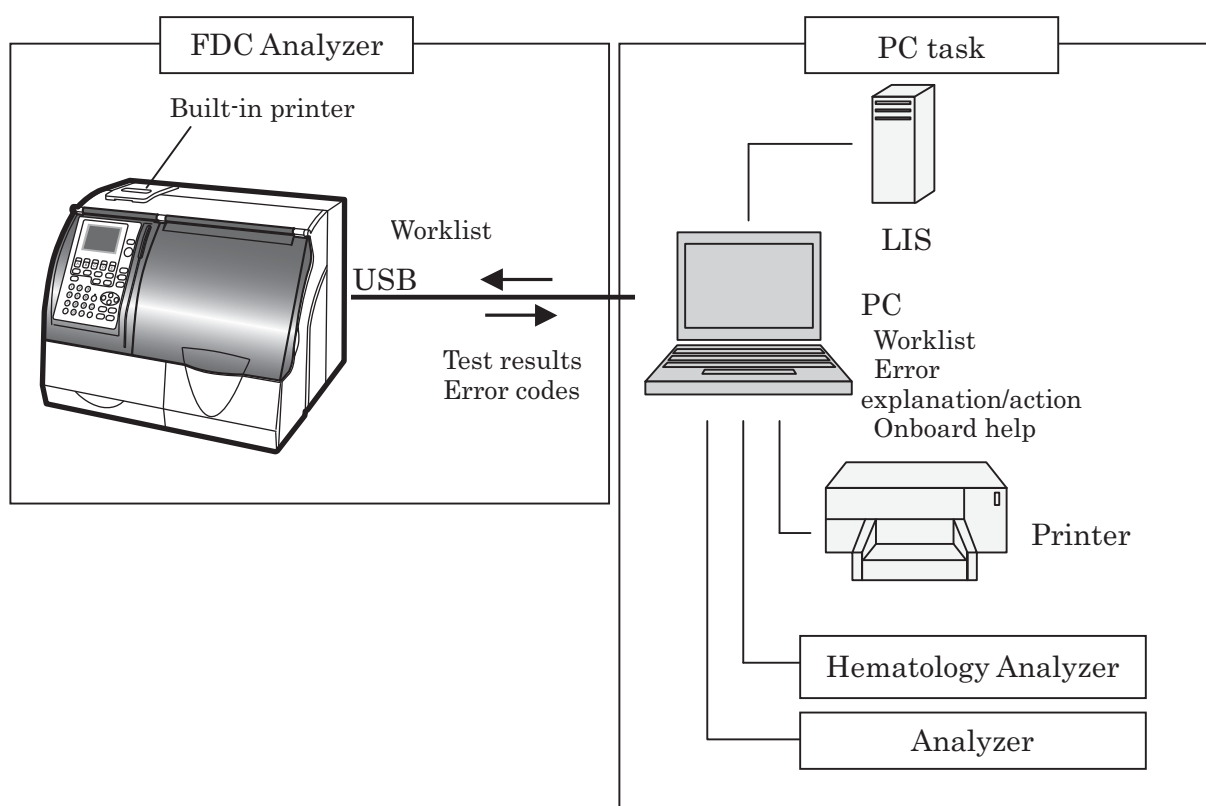 FDC Analyzer
Built-in printer
Worklist
USB
Test results
Error codes
PC task
LIS
PC
Worklist
Error
explanation/action
Onboard help
Printer
Hematology Analyzer
Analyzer